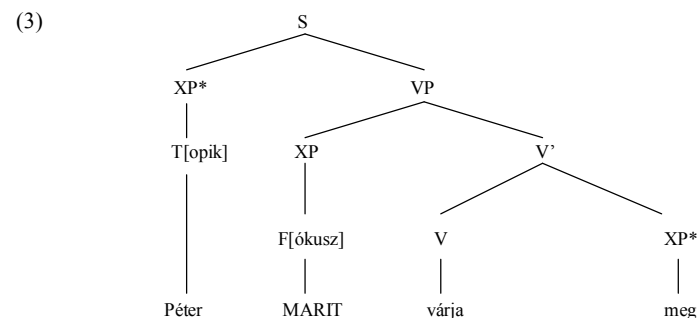 (3) S
XP* VP
T[opik] XP V’
F[ókusz] V XP*
Péter MARIT várja meg